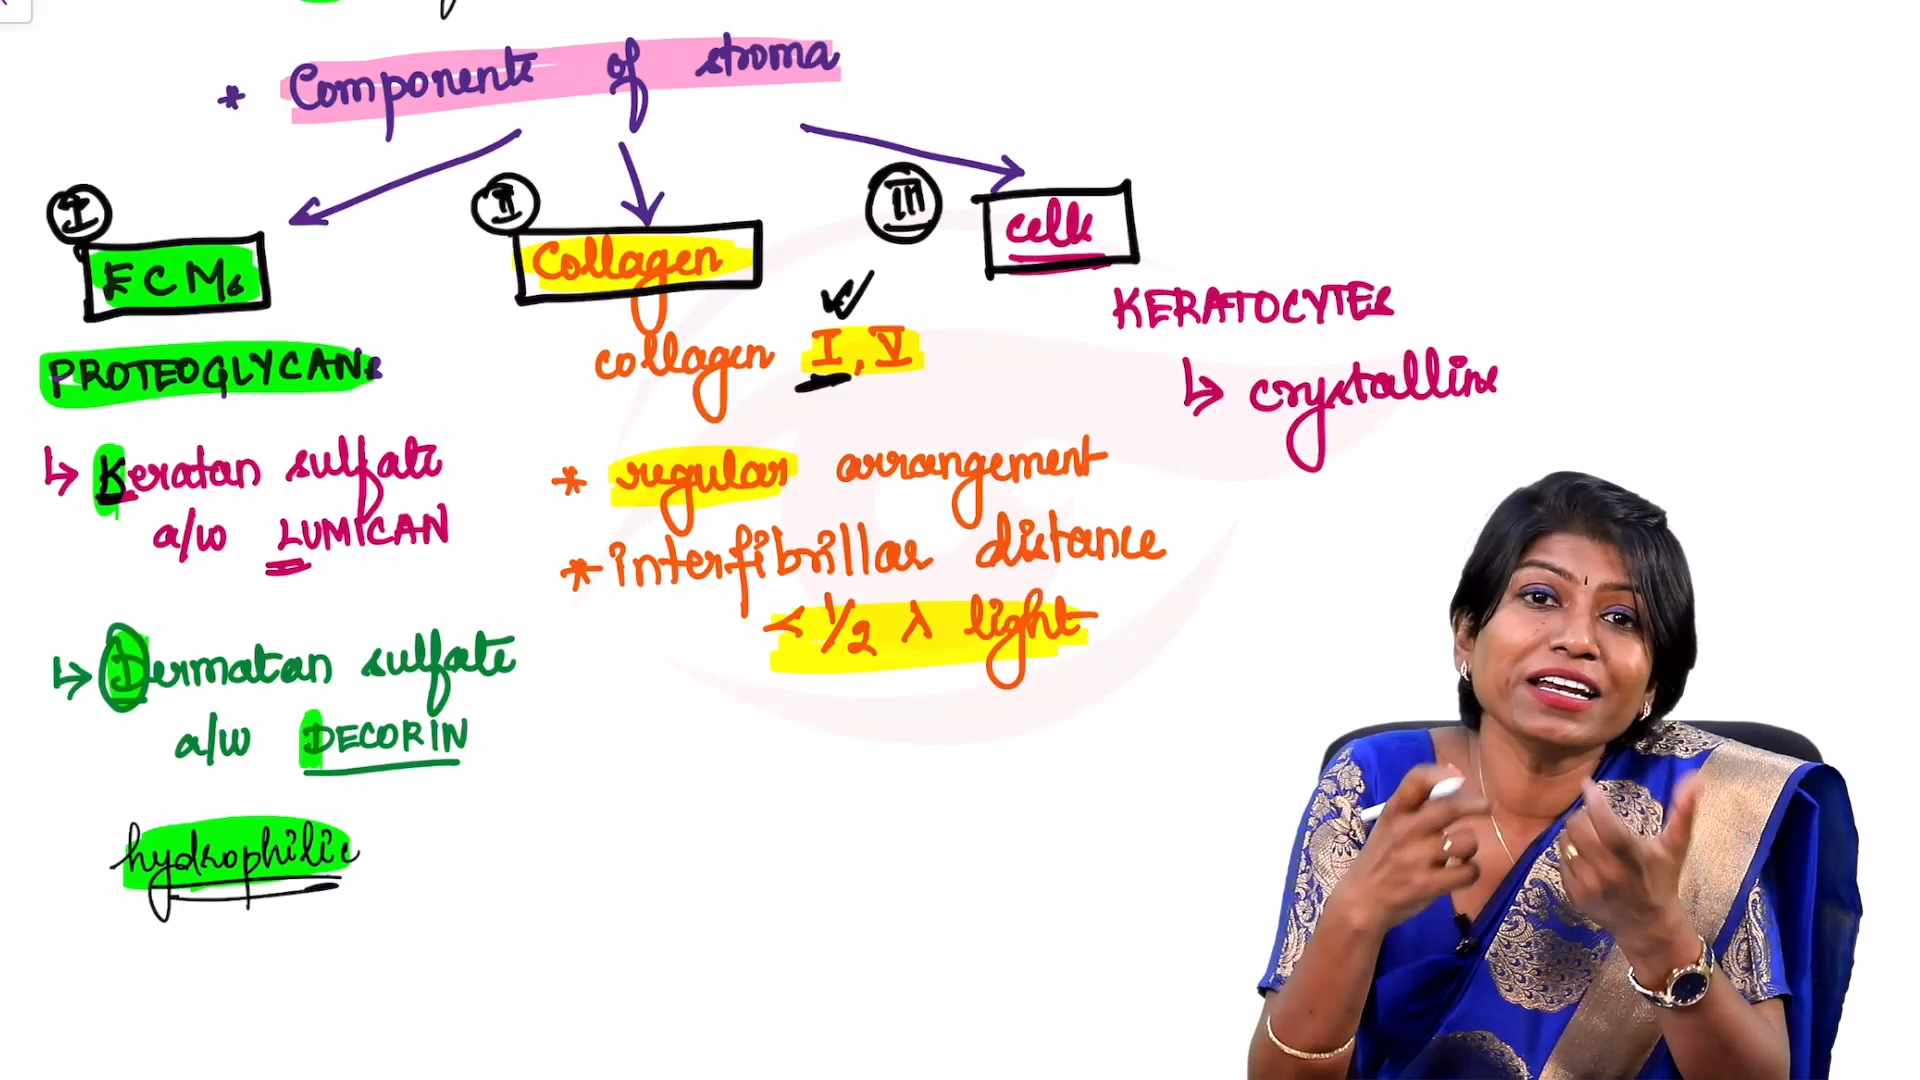 * Components of stroma
I
ECMs
PROTEOGLYCANs
↳ Keratan sulfate
a/w LUMICAN
↳ Dermatan sulfate
a/w DECORIN
hydrophilic
II
Collagen
collagen I, V
* regular arrangement
* interfibrillar distance
< 1/2 λ light
III
cells
KERATOCYTES
↳ crystallins